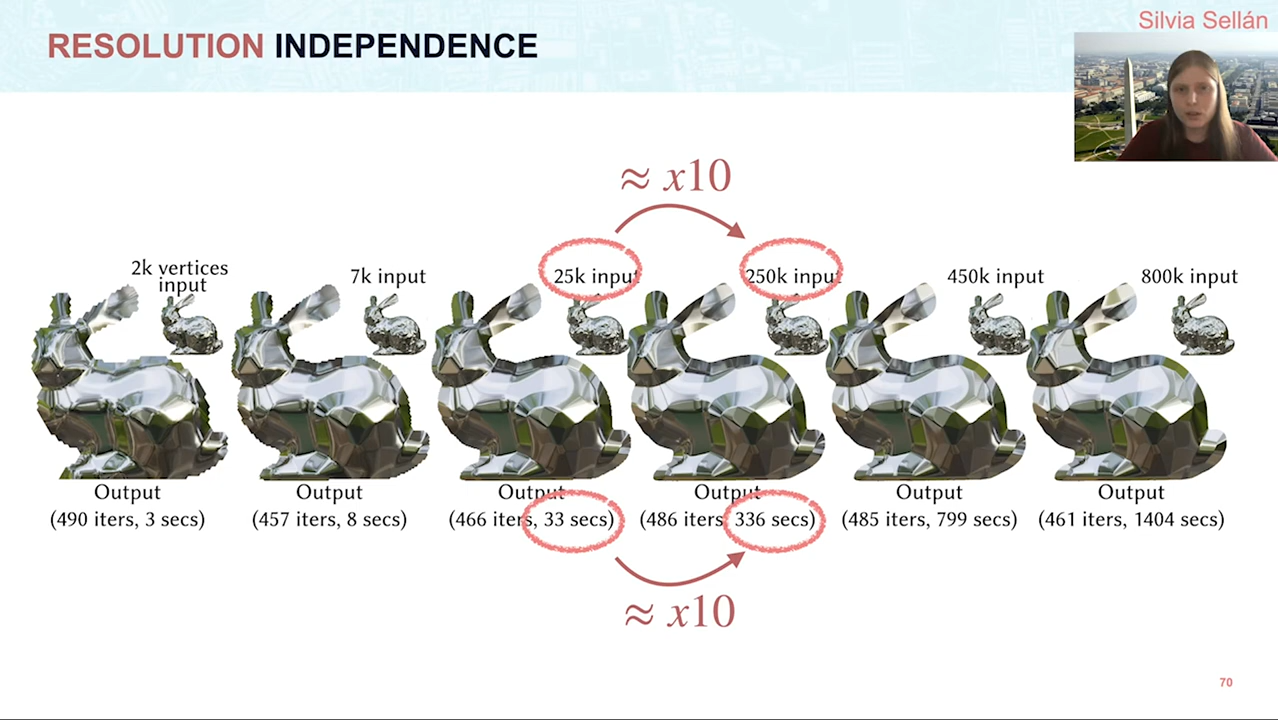 RESOLUTION INDEPENDENCE
Silvia Sellán
≈ x10
2k vertices
input
7k input
25k input
250k input
450k input
800k input
Output
(490 iters, 3 secs)
Output
(457 iters, 8 secs)
Output
(466 iters, 33 secs)
Output
(486 iters, 336 secs)
Output
(485 iters, 799 secs)
Output
(461 iters, 1404 secs)
≈ x10
70